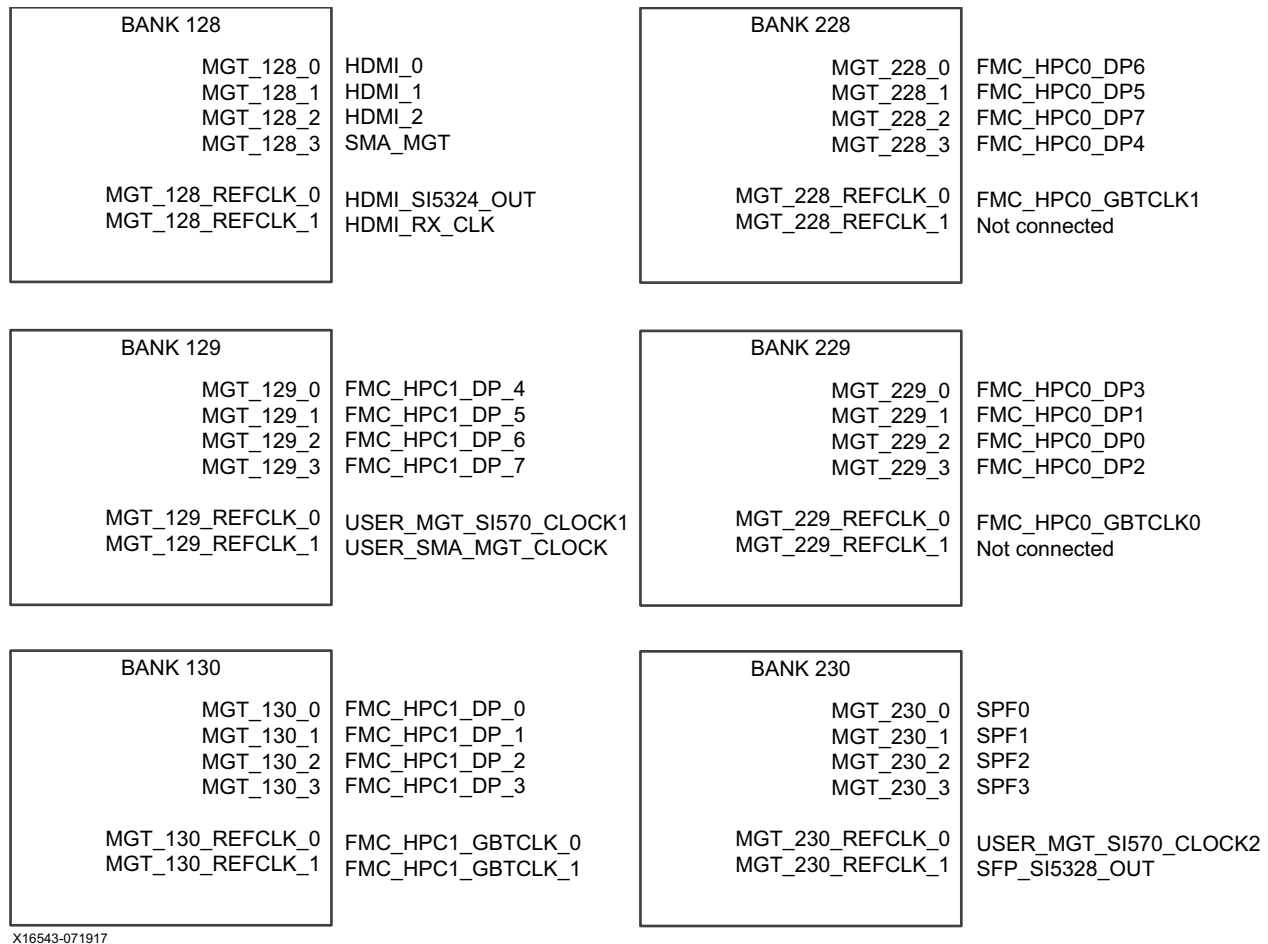 BANK 128
MGT_128_0 HDMI_0
MGT_128_1 HDMI_1
MGT_128_2 HDMI_2
MGT_128_3 SMA_MGT
MGT_128_REFCLK_0 HDMI_SI5324_OUT
MGT_128_REFCLK_1 HDMI_RX_CLK
BANK 228
MGT_228_0 FMC_HPC0_DP6
MGT_228_1 FMC_HPC0_DP5
MGT_228_2 FMC_HPC0_DP7
MGT_228_3 FMC_HPC0_DP4
MGT_228_REFCLK_0 FMC_HPC0_GBTCLK1
MGT_228_REFCLK_1 Not connected
BANK 129
MGT_129_0 FMC_HPC1_DP_4
MGT_129_1 FMC_HPC1_DP_5
MGT_129_2 FMC_HPC1_DP_6
MGT_129_3 FMC_HPC1_DP_7
MGT_129_REFCLK_0 USER_MGT_SI570_CLOCK1
MGT_129_REFCLK_1 USER_SMA_MGT_CLOCK
BANK 229
MGT_229_0 FMC_HPC0_DP3
MGT_229_1 FMC_HPC0_DP1
MGT_229_2 FMC_HPC0_DP0
MGT_229_3 FMC_HPC0_DP2
MGT_229_REFCLK_0 FMC_HPC0_GBTCLK0
MGT_229_REFCLK_1 Not connected
BANK 130
MGT_130_0 FMC_HPC1_DP_0
MGT_130_1 FMC_HPC1_DP_1
MGT_130_2 FMC_HPC1_DP_2
MGT_130_3 FMC_HPC1_DP_3
MGT_130_REFCLK_0 FMC_HPC1_GBTCLK_0
MGT_130_REFCLK_1 FMC_HPC1_GBTCLK_1
BANK 230
MGT_230_0 SPF0
MGT_230_1 SPF1
MGT_230_2 SPF2
MGT_230_3 SPF3
MGT_230_REFCLK_0 USER_MGT_SI570_CLOCK2
MGT_230_REFCLK_1 SFP_SI5328_OUT
X16543-071917